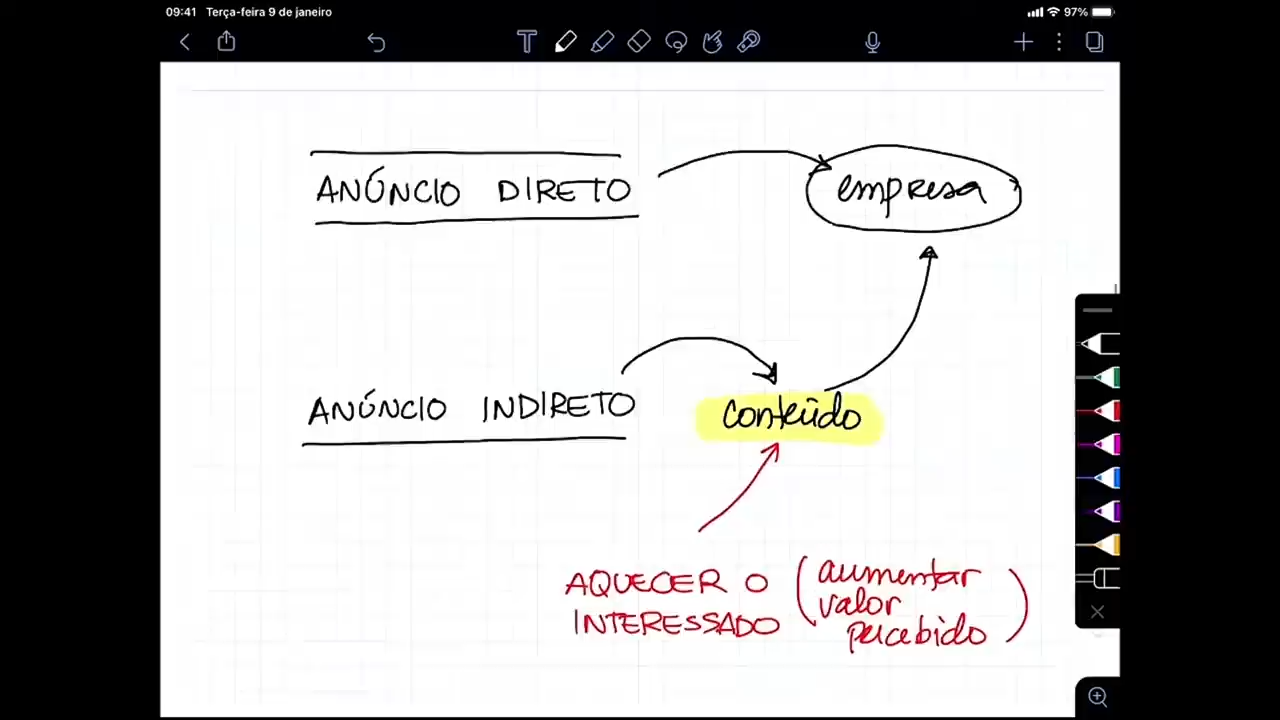 09:41 Terça-feira 9 de janeiro 97%
ANÚNCIO DIRETO
empresa
ANÚNCIO INDIRETO
conteúdo
AQUECER O
INTERESSADO
(aumentar
valor
percebido)